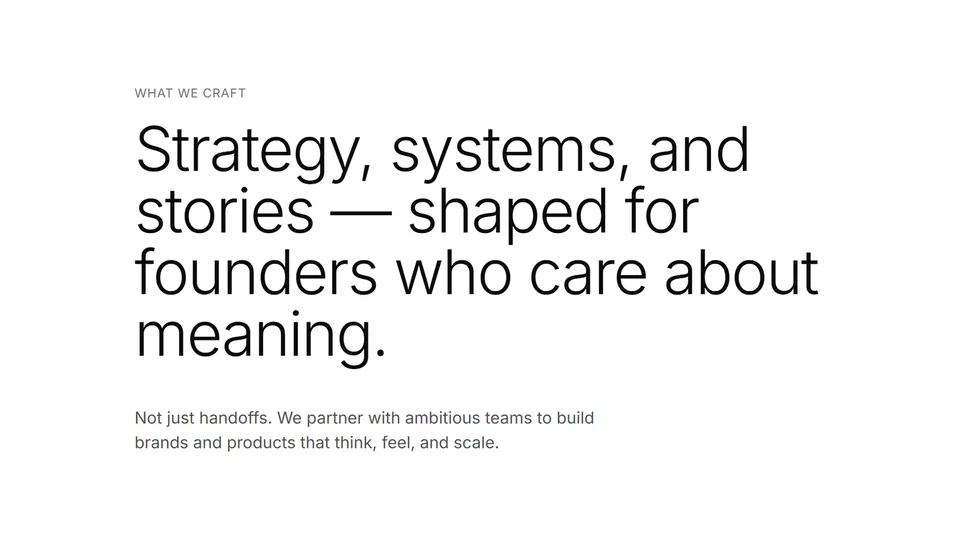 WHAT WE CRAFT
Strategy, systems, and
stories — shaped for
founders who care about
meaning.
Not just handoffs. We partner with ambitious teams to build
brands and products that think, feel, and scale.